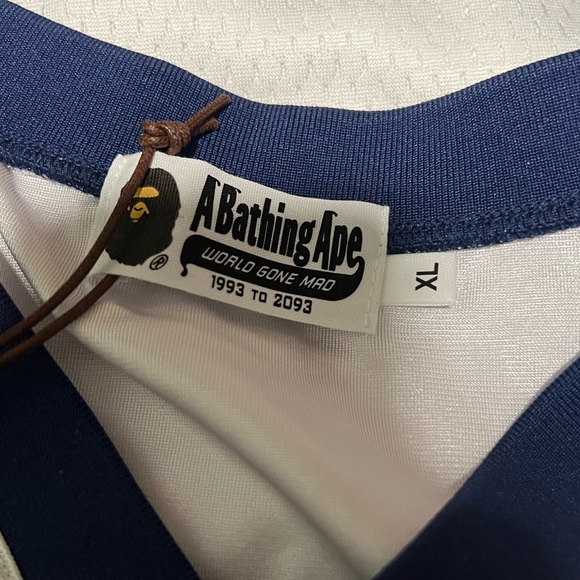 A Bathing Ape
®
WORLD GONE MAD
1993 TO 2093
XL